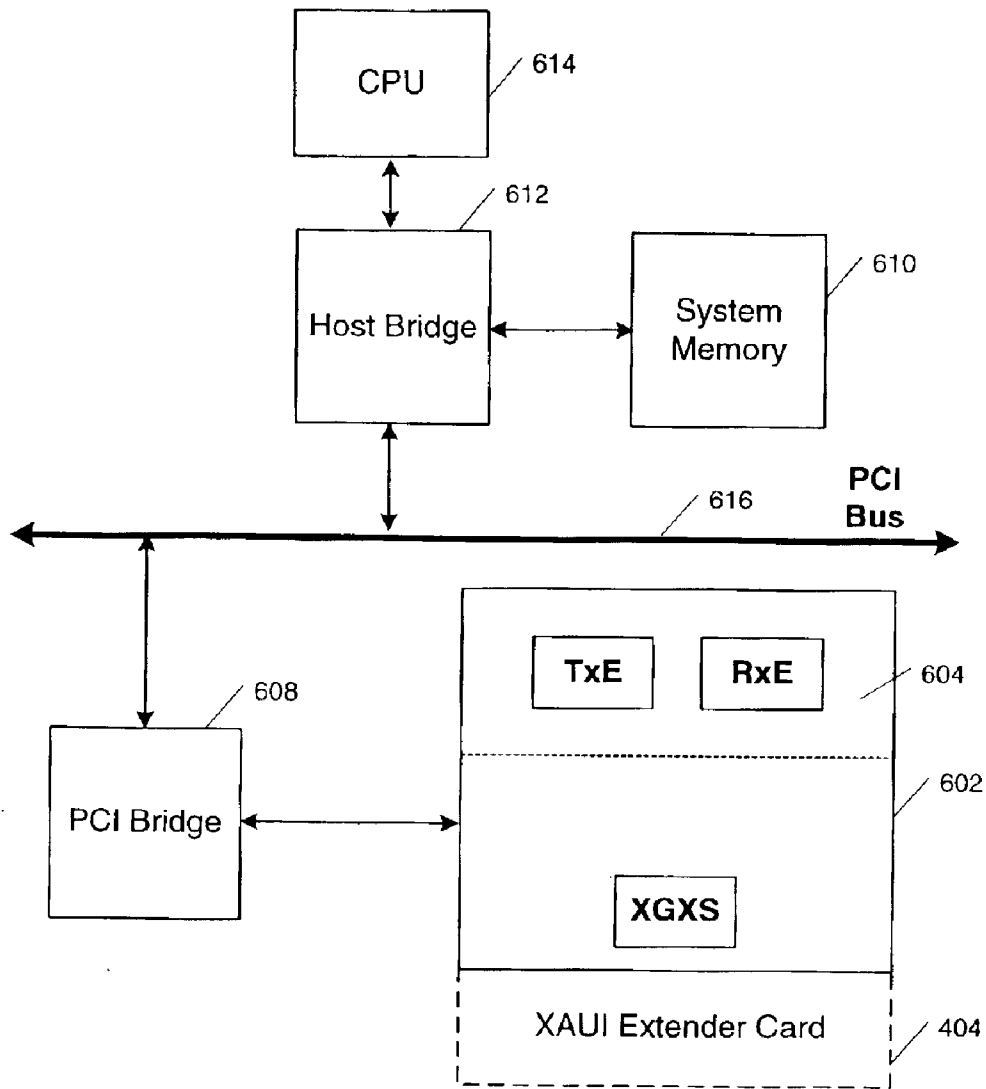 CPU
614
612
Host Bridge
610
System
Memory
PCI
Bus
616
TxE
RxE
604
608
602
PCI Bridge
XGXS
XAUI Extender Card
404